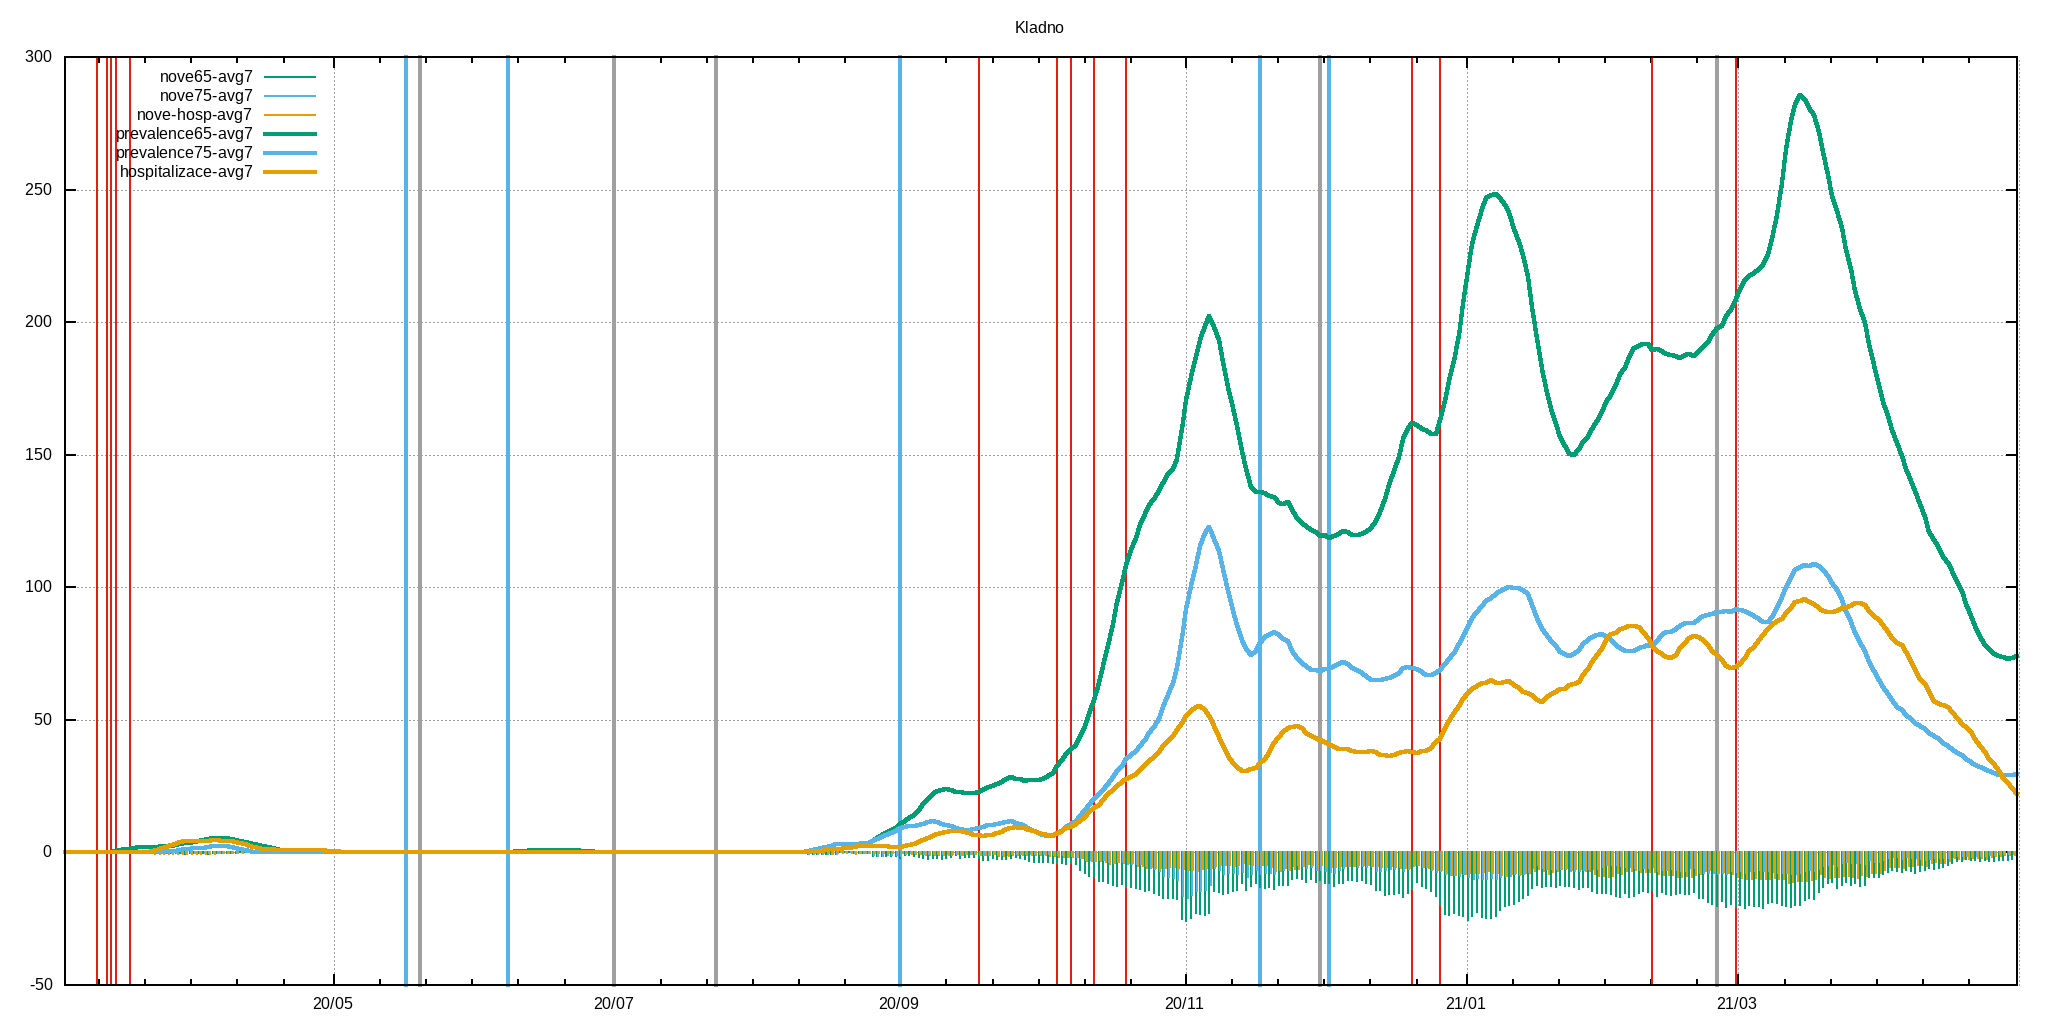 Kladno
300
250
200
150
100
50
0
-50
nove65-avg7
nove75-avg7
nove-hosp-avg7
prevalence65-avg7
prevalence75-avg7
hospitalizace-avg7
20/05 20/07 20/09 20/11 21/01 21/03